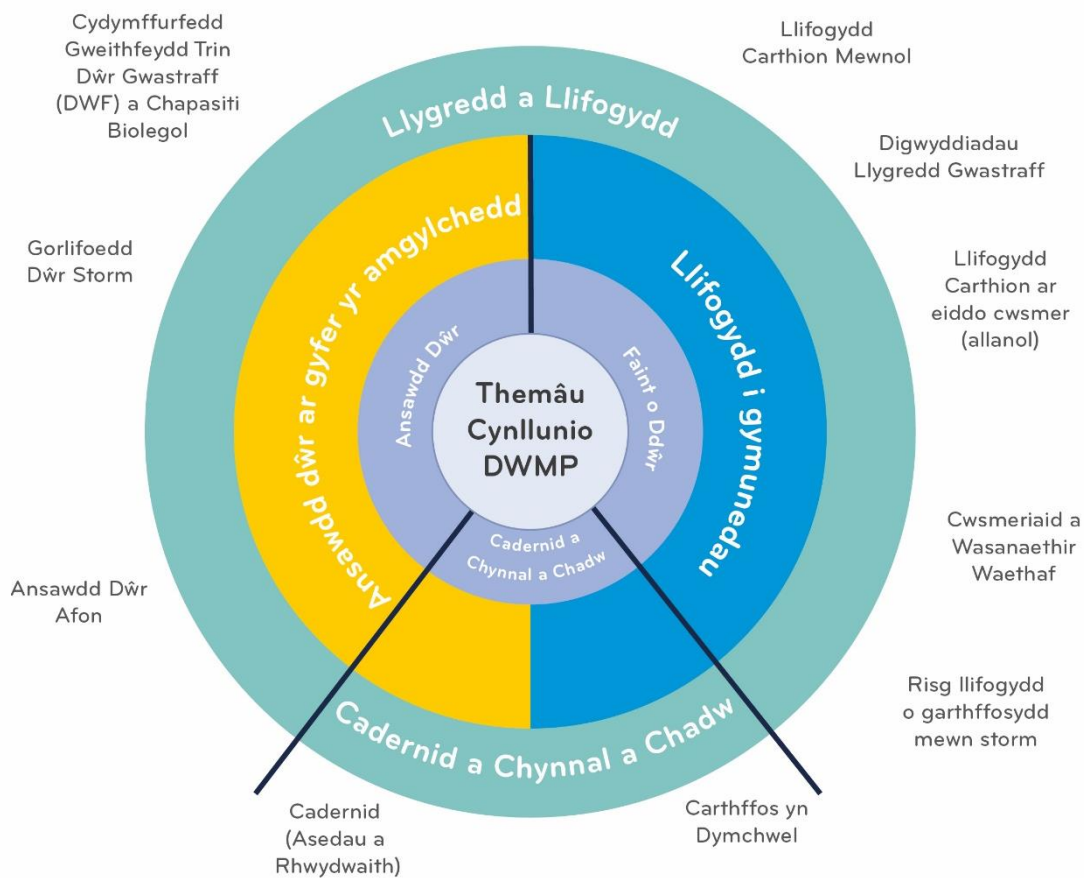 Cydymffurfedd
Gweithfeydd Trin
Dŵr Gwastraff
(DWF) a Chapasiti
Biolegol
Llifogydd
Carthion Mewnol
Llygredd a Llifogydd
Digwyddiadau
Llygredd Gwastraff
Gorlifoedd
Dŵr Storm
Llifogydd
Carthion ar
eiddo cwsmer
(allanol)
Ansawdd dŵr ar gyfer yr amgylchedd
Ansawdd Dŵr
Themâu
Cynllunio
DWMP
Faint o Ddŵr
Llifogydd i gymunedau
Cadernid a
Chynnal a Chadw
Cwsmeriaid a
Wasanaethir
Waethaf
Ansawdd Dŵr
Afon
Risg llifogydd
o garthffosydd
mewn storm
Cadernid a Chynnal a Chadw
Cadernid
(Asedau a
Rhwydwaith)
Carthffos yn
Dymchwel